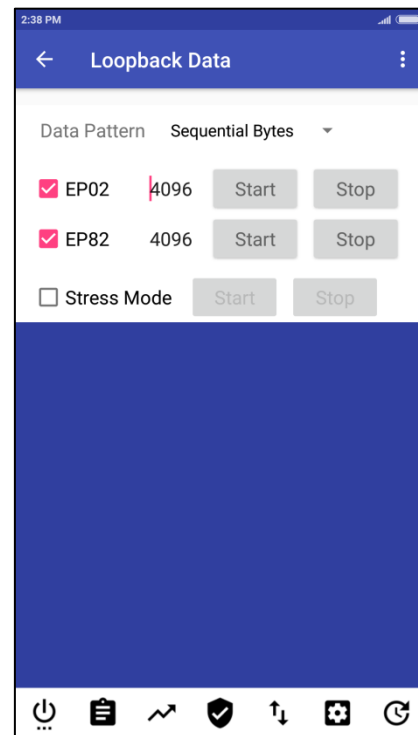 2:38 PM
Loopback Data
Data Pattern Sequential Bytes
EP02 4096 Start Stop
EP82 4096 Start Stop
Stress Mode Start Stop